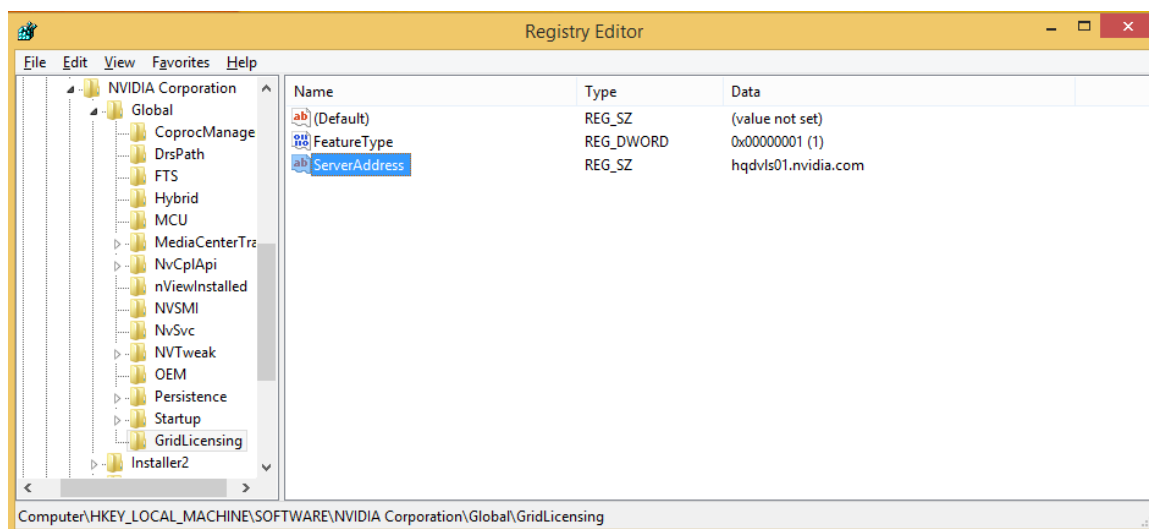 Registry Editor
File Edit View Favorites Help
NVIDIA Corporation
Global
CoprocManage
DrsPath
FTS
Hybrid
MCU
MediaCenterTra
NvCplApi
nViewInstalled
NVSMI
NvSvc
NVTweak
OEM
Persistence
Startup
GridLicensing
Installer2
Name Type Data
(Default) REG_SZ (value not set)
FeatureType REG_DWORD 0x00000001 (1)
ServerAddress REG_SZ hqdvls01.nvidia.com
Computer\HKEY_LOCAL_MACHINE\SOFTWARE\NVIDIA Corporation\Global\GridLicensing